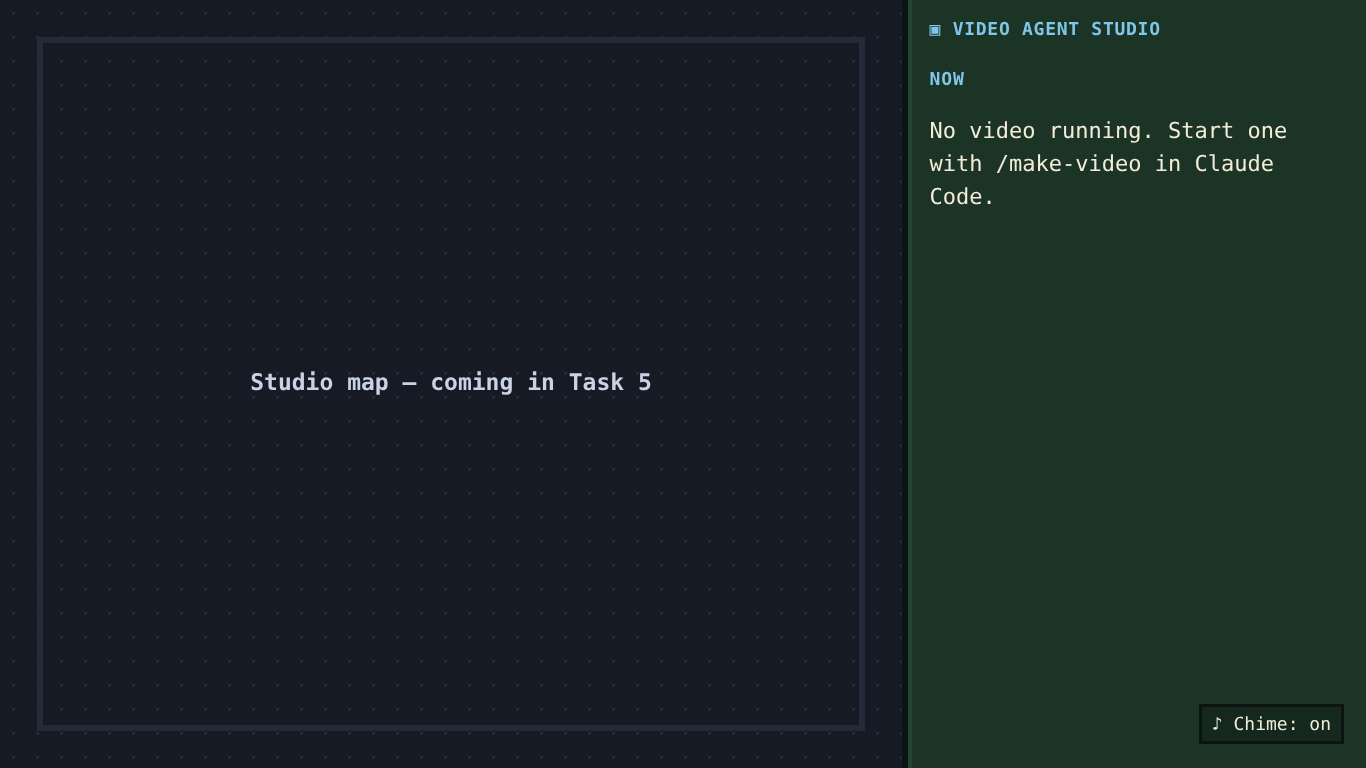 Studio map — coming in Task 5
▣ VIDEO AGENT STUDIO
NOW
No video running. Start one
with /make-video in Claude
Code.
♪ Chime: on